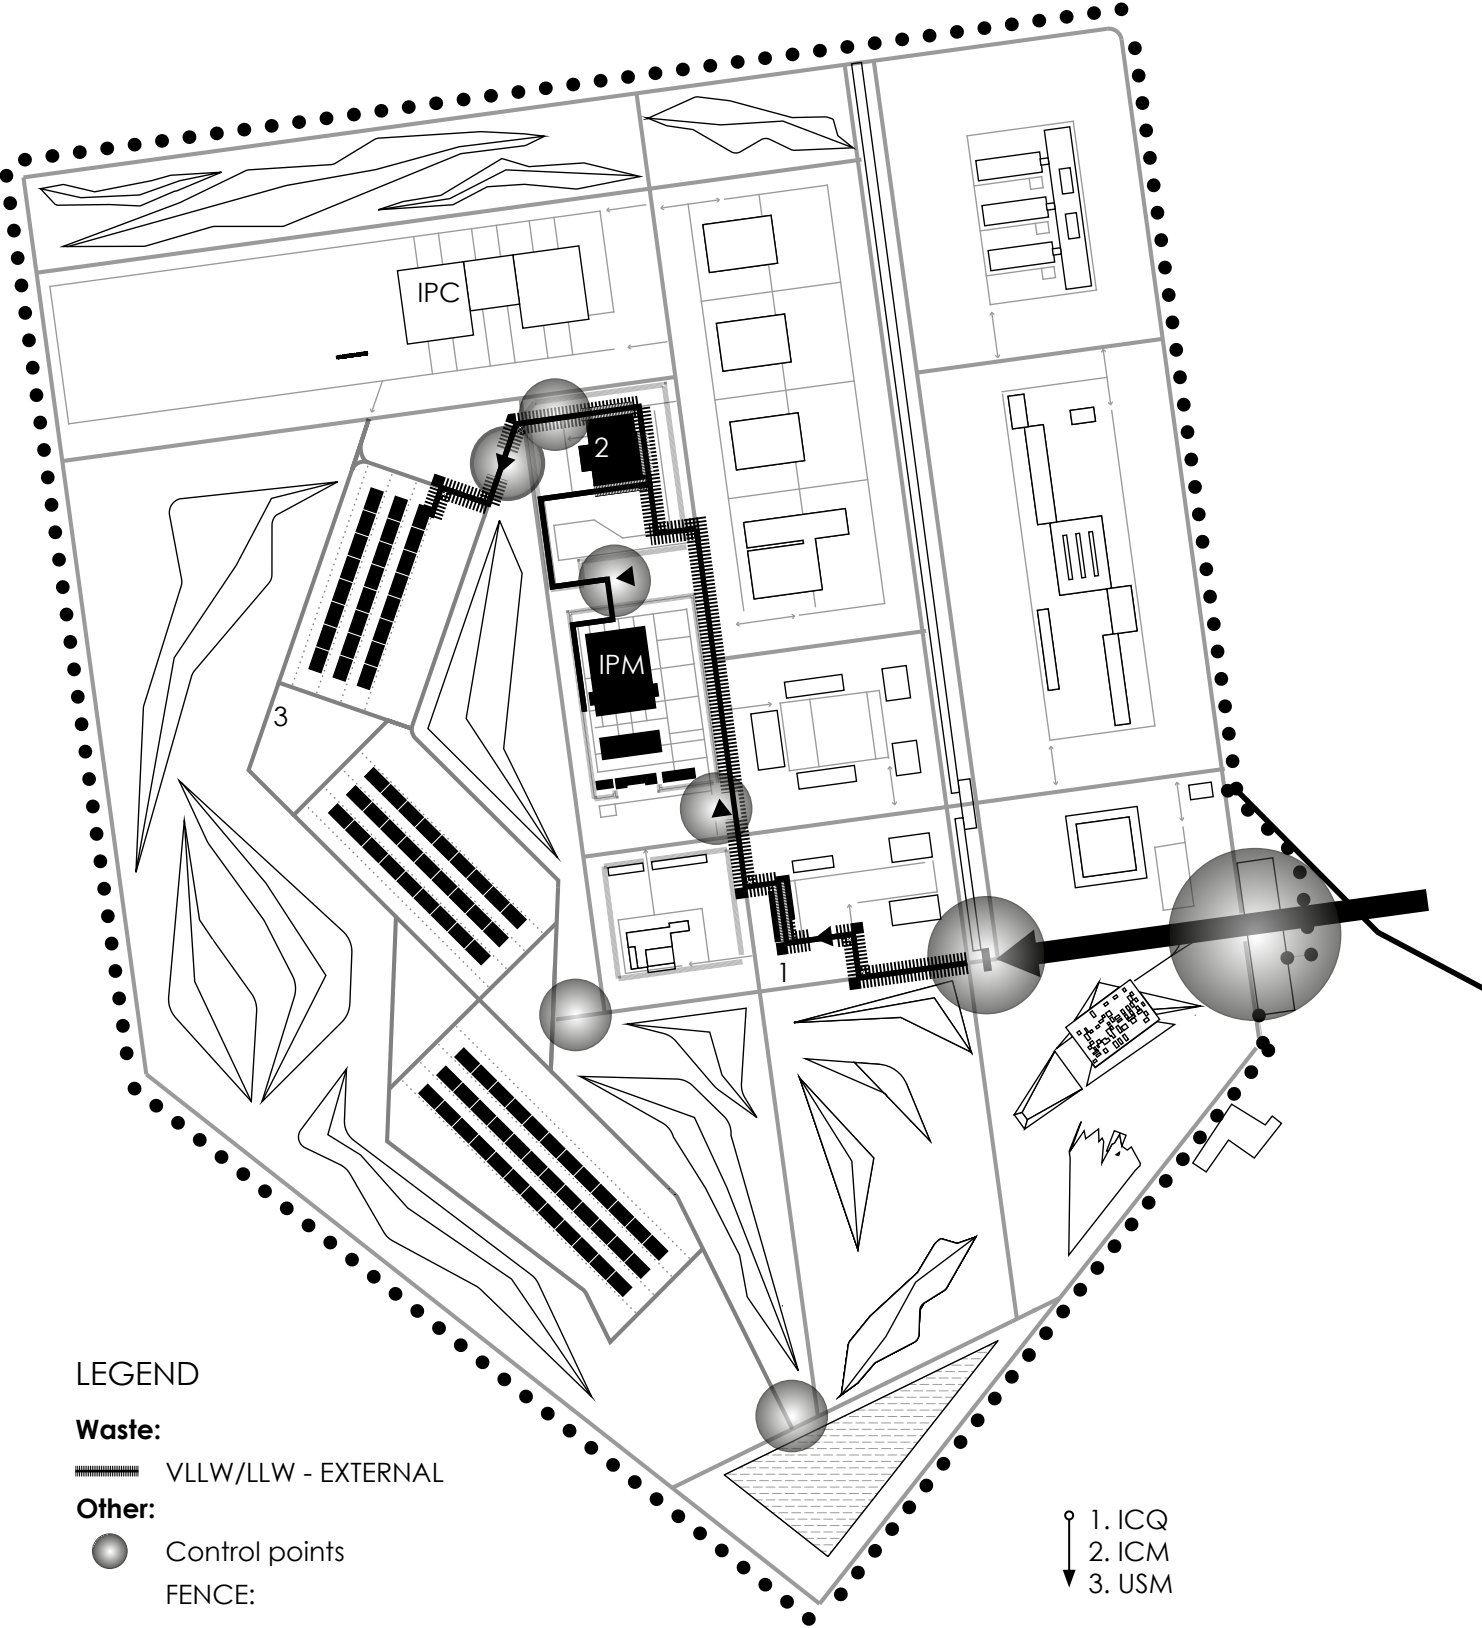 IPC
2
IPM
3
1
LEGEND
Waste:
VLLW/LLW - EXTERNAL
Other:
Control points
FENCE:
1. ICQ
2. ICM
3. USM